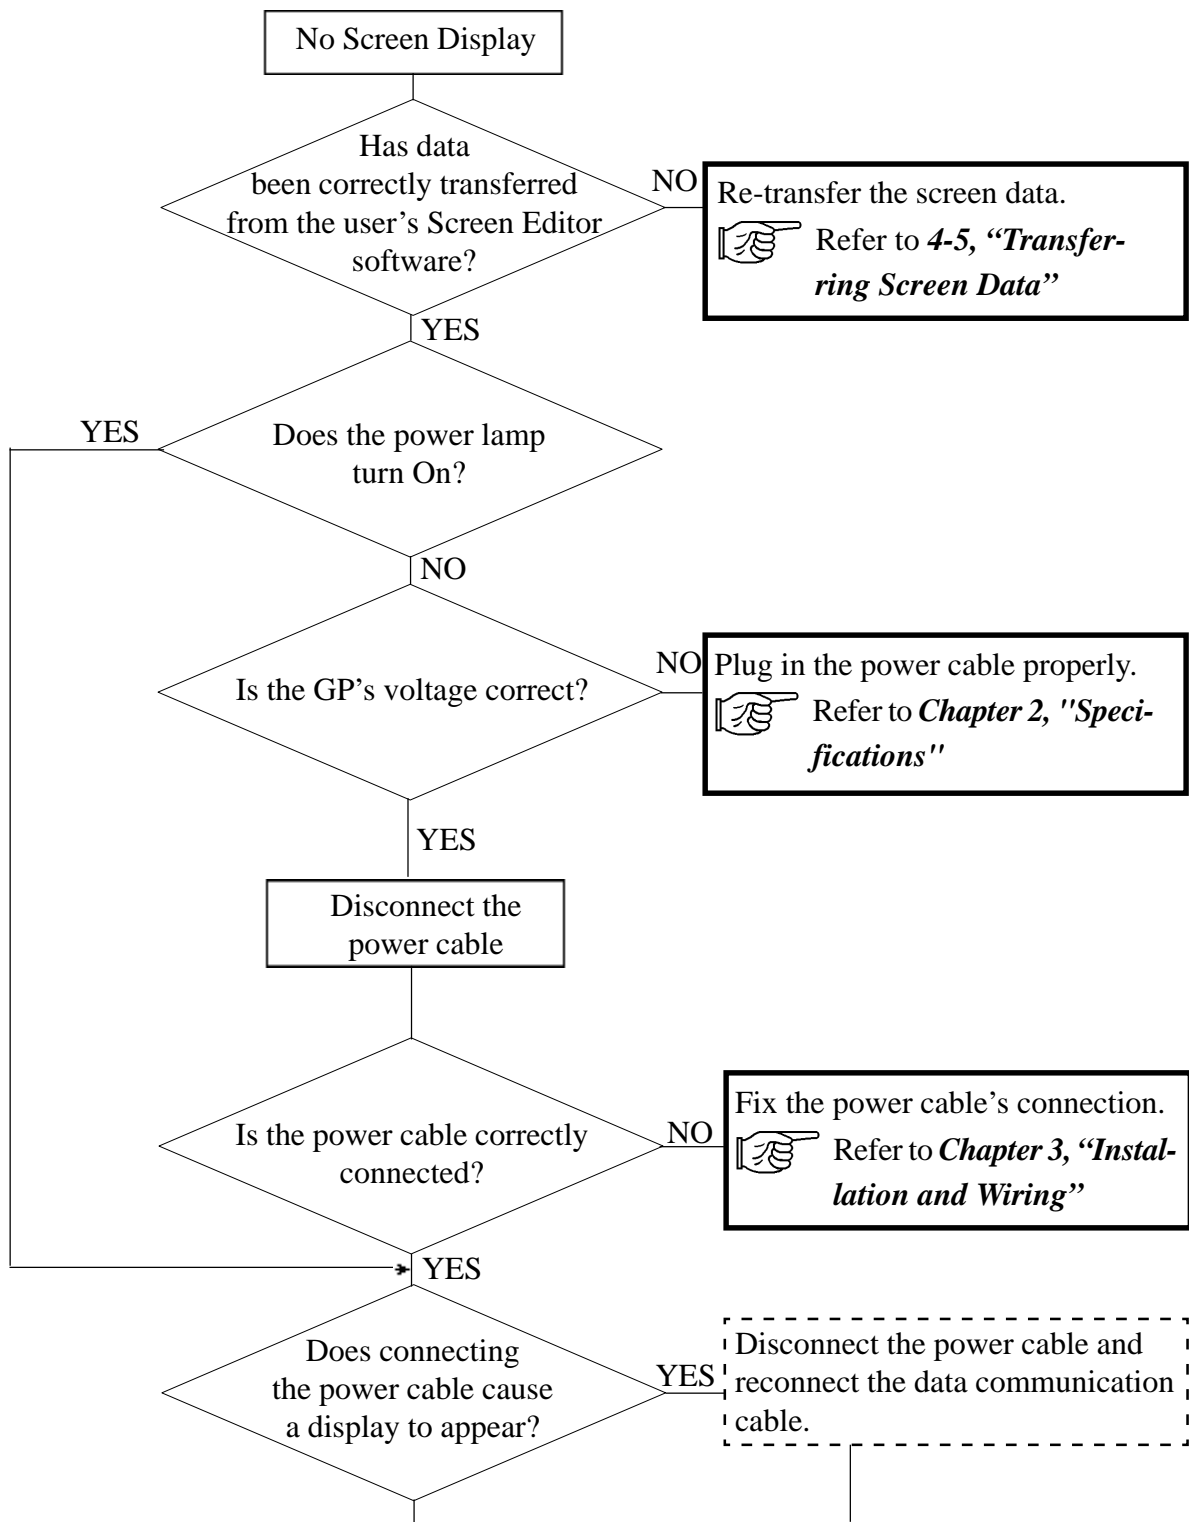 No Screen Display
Has data
been correctly transferred
from the user’s Screen Editor
software?
NO
Re-transfer the screen data.
Refer to 4-5, “Transfer-
ring Screen Data”
YES
YES
Does the power lamp
turn On?
NO
Is the GP’s voltage correct?
NO
Plug in the power cable properly.
Refer to Chapter 2, "Speci-
fications"
YES
Disconnect the
power cable
Is the power cable correctly
connected?
NO
Fix the power cable’s connection.
Refer to Chapter 3, “Instal-
lation and Wiring”
YES
Does connecting
the power cable cause
a display to appear?
YES
Disconnect the power cable and
reconnect the data communication
cable.